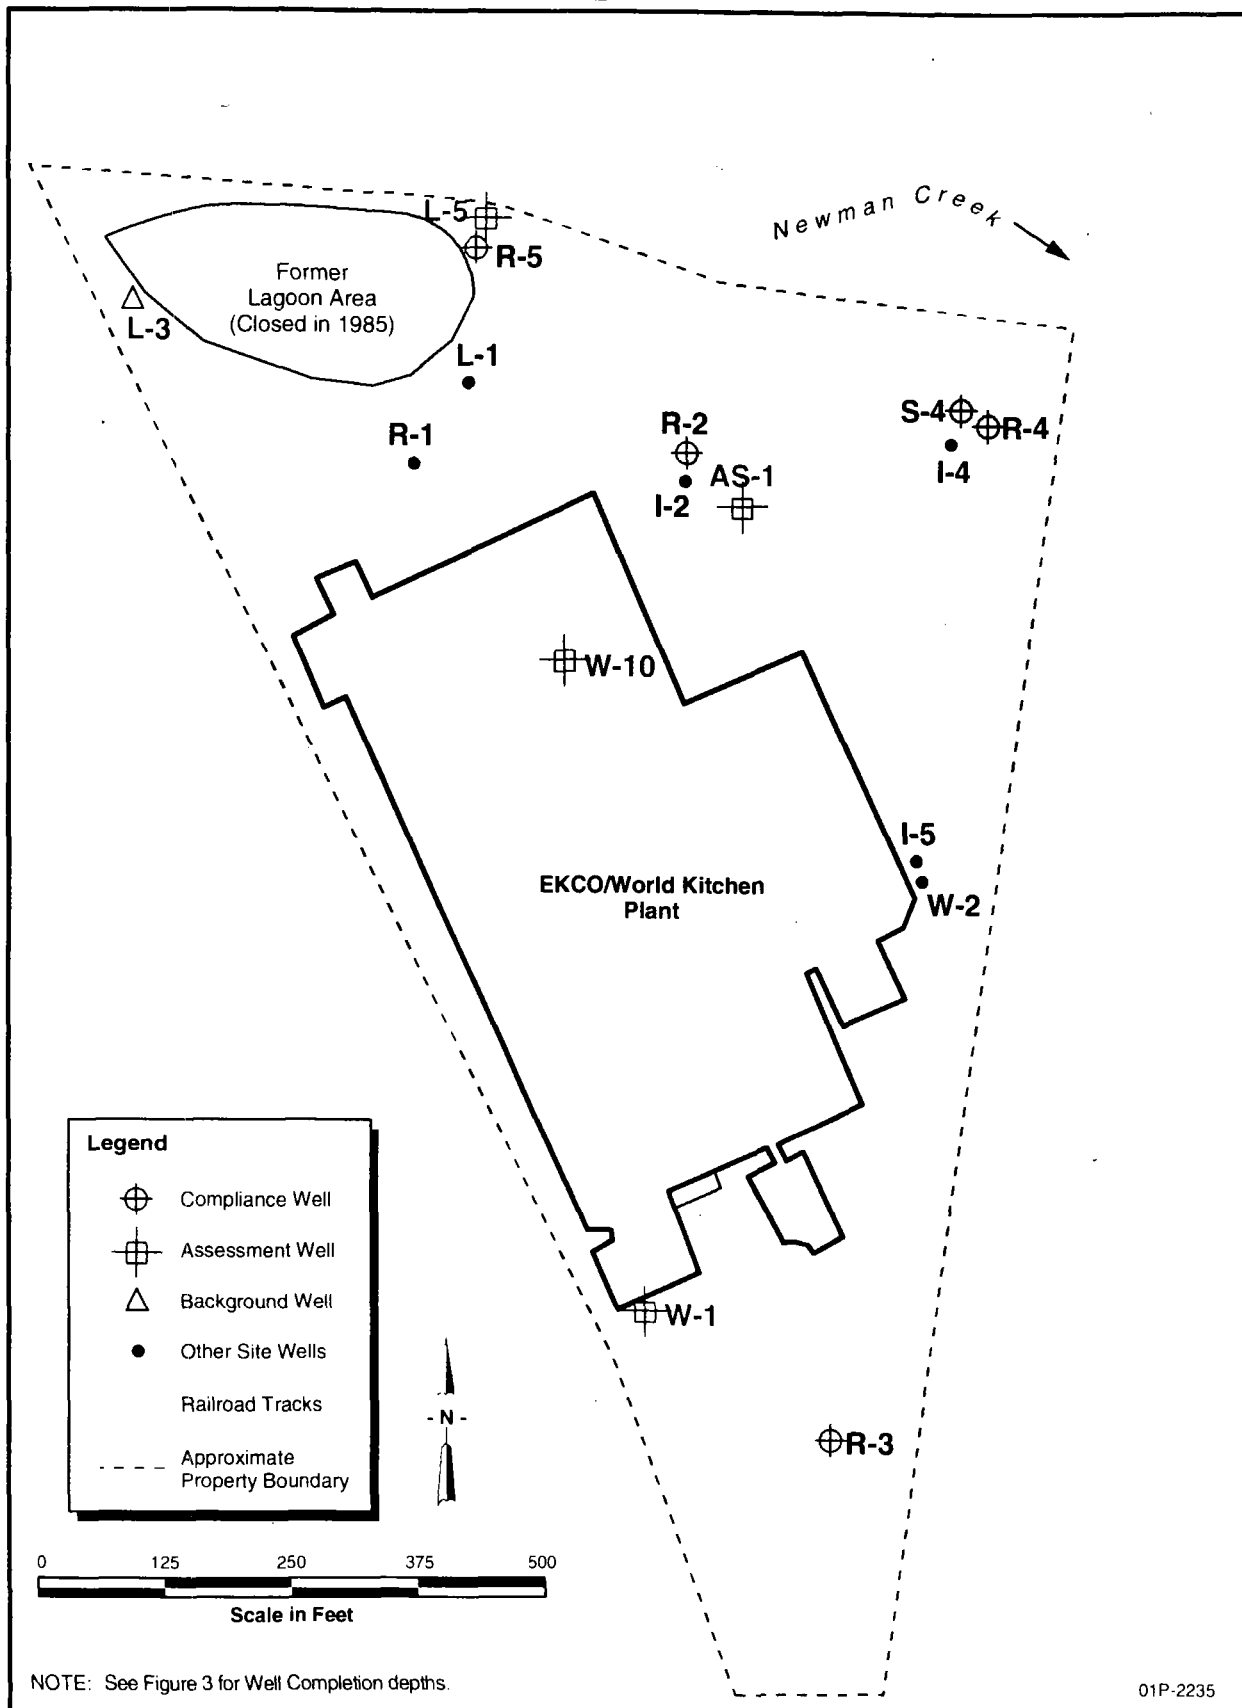 Newman Creek
L-5
R-5
Former
Lagoon Area
(Closed in 1985)
L-3
L-1
S-4
R-4
R-2
R-1
AS-1
I-4
I-2
W-10
I-5
EKCO/World Kitchen
Plant
W-2
Legend
Compliance Well
Assessment Well
Background Well
Other Site Wells
Railroad Tracks
Approximate
Property Boundary
W-1
- N -
R-3
0 125 250 375 500
Scale in Feet
NOTE: See Figure 3 for Well Completion depths.
01P-2235